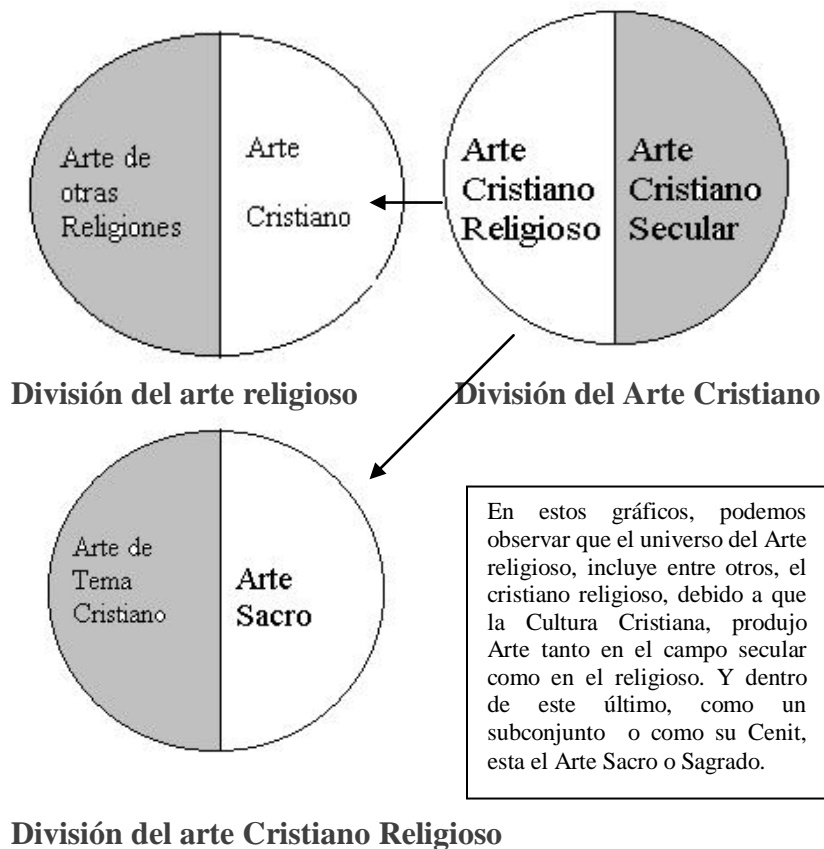 Arte de
otras
Religiones
Arte
Cristiano
Arte
Cristiano
Religioso
Arte
Cristiano
Secular
División del arte religioso
División del Arte Cristiano
Arte de
Tema
Cristiano
Arte
Sacro
En estos gráficos, podemos
observar que el universo del Arte
religioso, incluye entre otros, el
cristiano religioso, debido a que
la Cultura Cristiana, produjo
Arte tanto en el campo secular
como en el religioso. Y dentro
de este último, como un
subconjunto o como su Cenit,
esta el Arte Sacro o Sagrado.
División del arte Cristiano Religioso